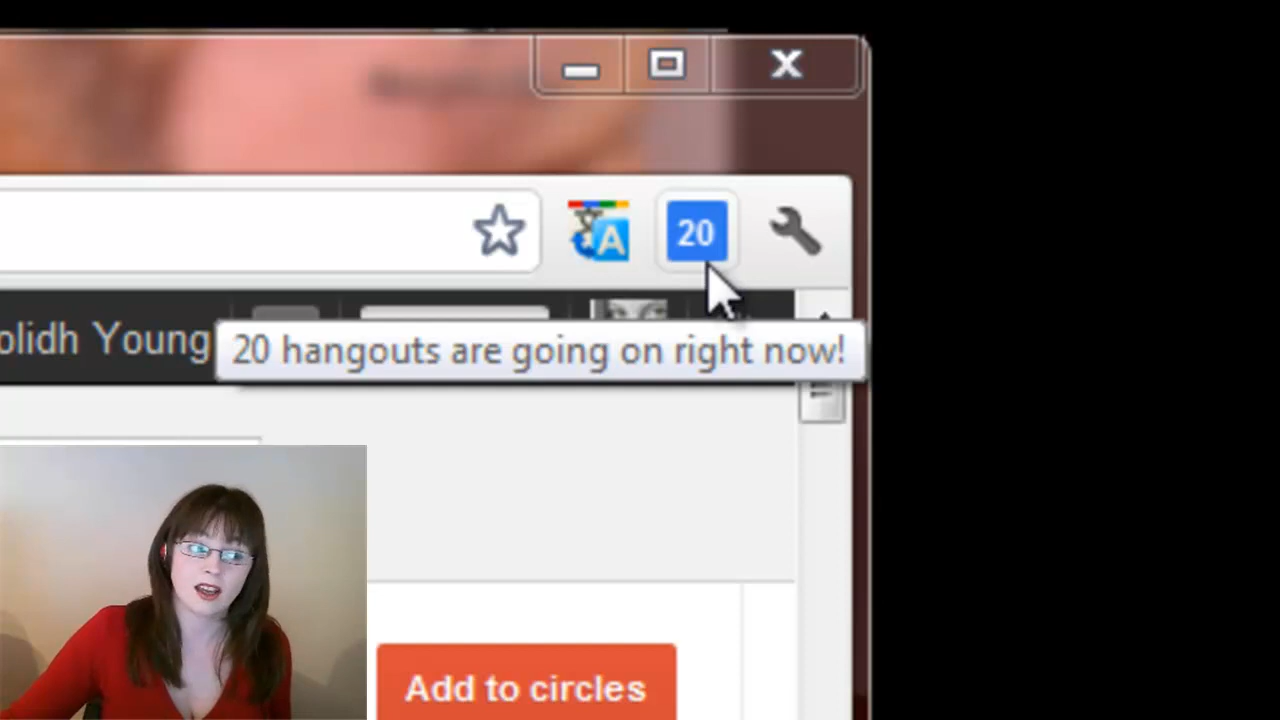 A
20
olidh Young
20 hangouts are going on right now!
Add to circles